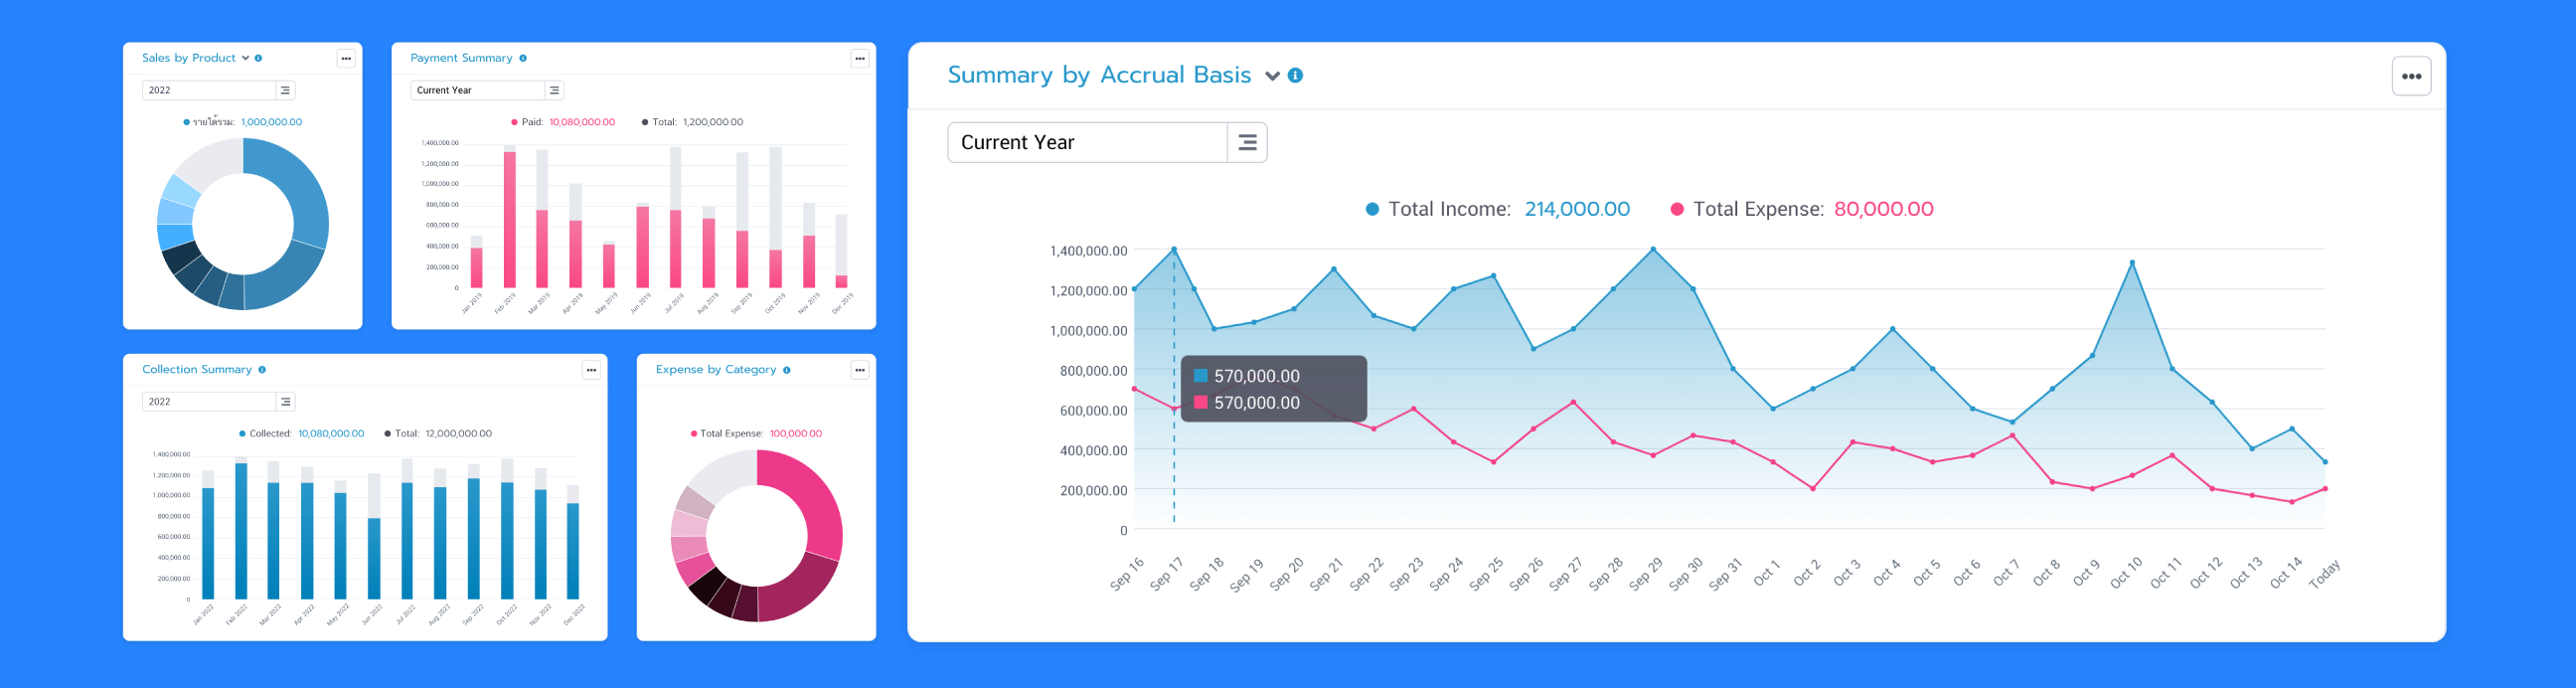 Sales by Product
2022
รายได้รวม: 1,000,000.00
Payment Summary
Current Year
Paid: 10,080,000.00 Total: 1,200,000.00
1,400,000.00
1,200,000.00
1,000,000.00
800,000.00
600,000.00
400,000.00
200,000.00
0
Jan 2019 Feb 2019 Mar 2019 Apr 2019 May 2019 Jun 2019 Jul 2019 Aug 2019 Sep 2019 Oct 2019 Nov 2019 Dec 2019
Collection Summary
2022
Collected: 10,080,000.00 Total: 12,000,000.00
1,400,000.00
1,200,000.00
1,000,000.00
800,000.00
600,000.00
400,000.00
200,000.00
0
Jan 2022 Feb 2022 Mar 2022 Apr 2022 May 2022 Jun 2022 Jul 2022 Aug 2022 Sep 2022 Oct 2022 Nov 2022 Dec 2022
Expense by Category
Total Expense: 100,000.00
Summary by Accrual Basis
Current Year
Total Income: 214,000.00 Total Expense: 80,000.00
1,400,000.00
1,200,000.00
1,000,000.00
800,000.00
600,000.00
400,000.00
200,000.00
0
570,000.00
570,000.00
Sep 16 Sep 17 Sep 18 Sep 19 Sep 20 Sep 21 Sep 22 Sep 23 Sep 24 Sep 25 Sep 26 Sep 27 Sep 28 Sep 29 Sep 30 Sep 31 Oct 1 Oct 2 Oct 3 Oct 4 Oct 5 Oct 6 Oct 7 Oct 8 Oct 9 Oct 10 Oct 11 Oct 12 Oct 13 Oct 14 Today